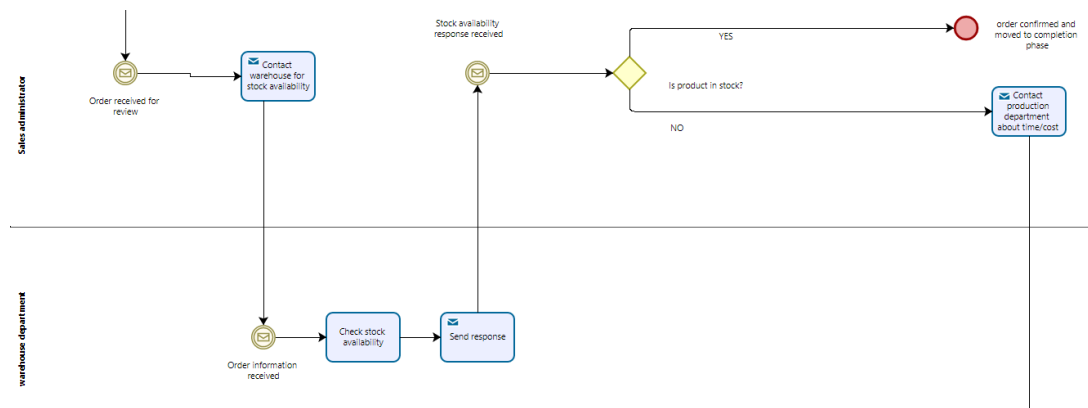 Sales administrator
Order received for
review
Contact
warehouse for
stock availability
Stock availability
response received
Is product in stock?
YES
NO
order confirmed and
moved to completion
phase
Contact
production
department
about time/cost
warehouse department
Order information
received
Check stock
availability
Send response